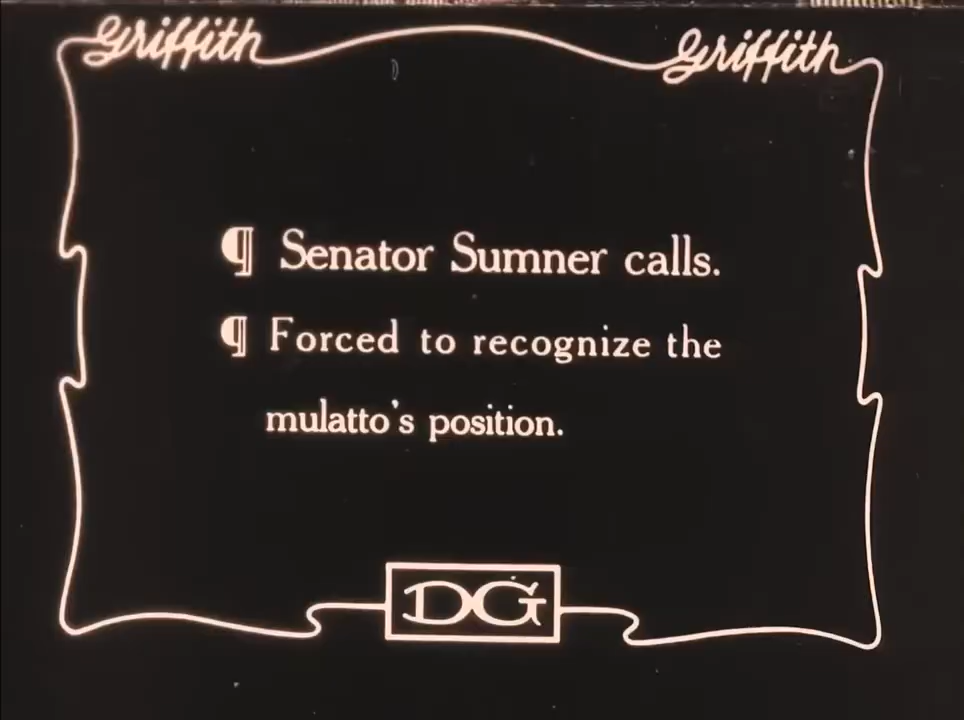 Griffith Griffith
¶ Senator Sumner calls.
¶ Forced to recognize the
mulatto's position.
DG